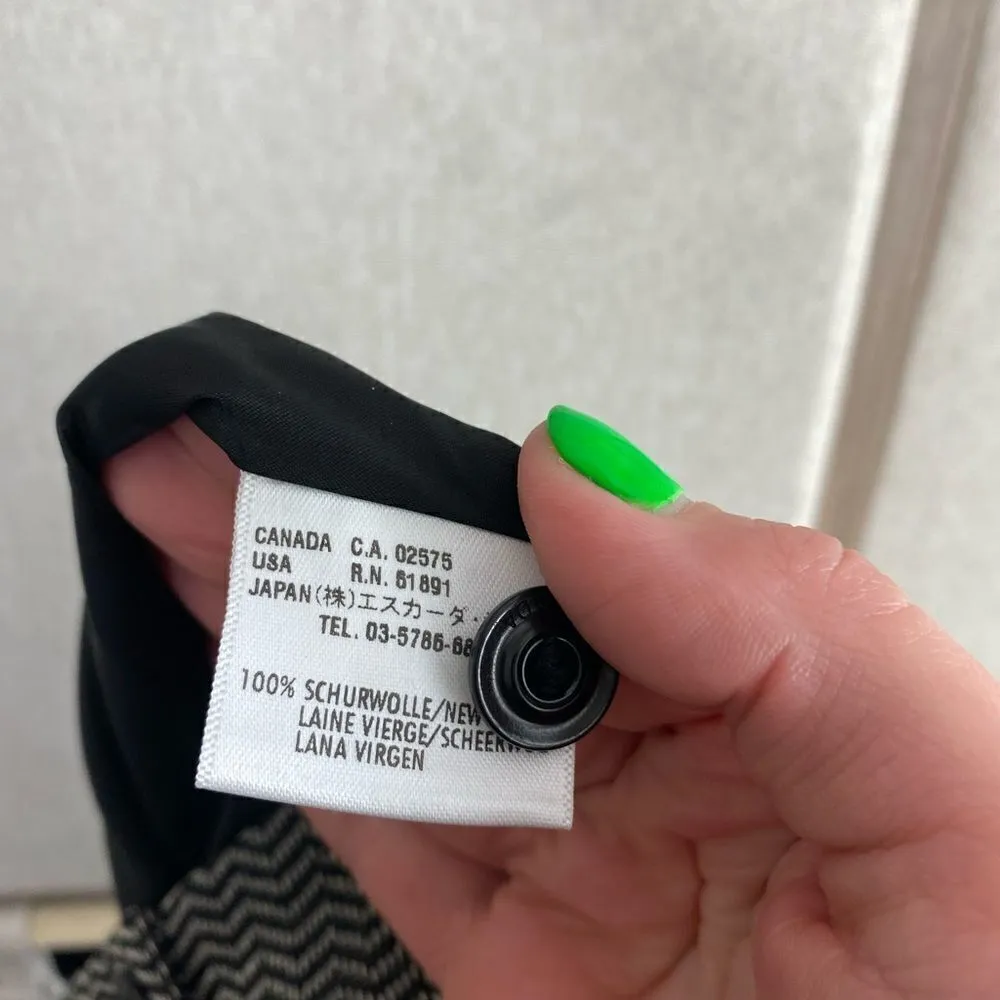 CANADA C.A. 02575
USA R.N. 61891
JAPAN (株)エスカーダ・
TEL. 03-5786-68
100% SCHURWOLLE/NEW
LAINE VIERGE/SCHEERW
LANA VIRGEN